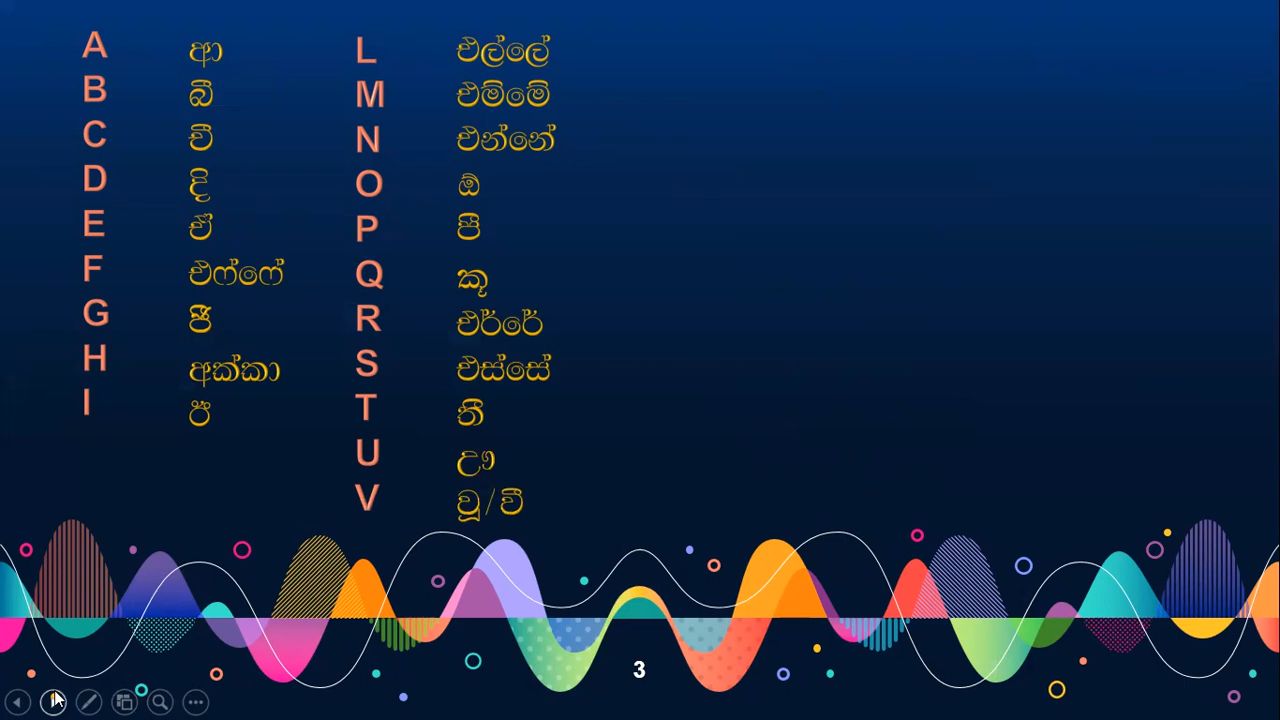 A ආ
B බී
C චී
D දි
E ඒ
F එෆ්ෆේ
G ජී
H අක්කා
I ඊ
L එල්ලේ
M එම්මේ
N එන්නේ
O ඕ
P පී
Q කූ
R එර්රේ
S එස්සේ
T තී
U ඌ
V වූ/වී
3